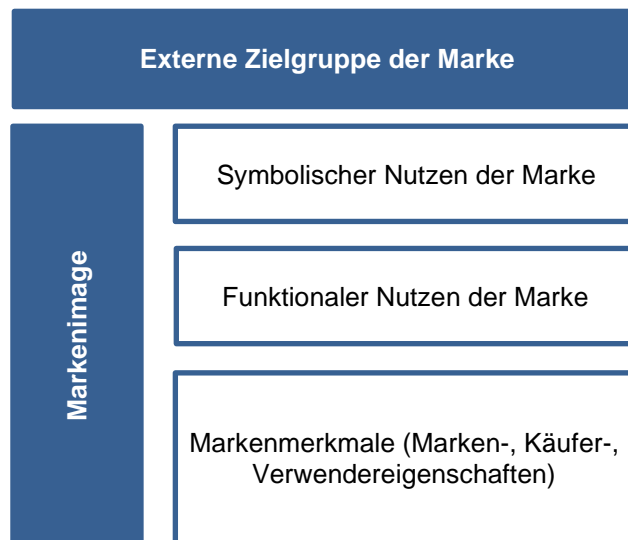 Externe Zielgruppe der Marke
Markenimage
Symbolischer Nutzen der Marke
Funktionaler Nutzen der Marke
Markenmerkmale (Marken-, Käufer-,
Verwendereigenschaften)